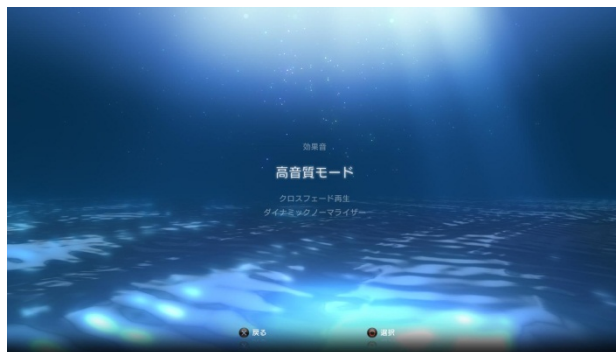 効果音
高音質モード
クロスフェード再生
ダイナミックノーマライザー
戻る 選択